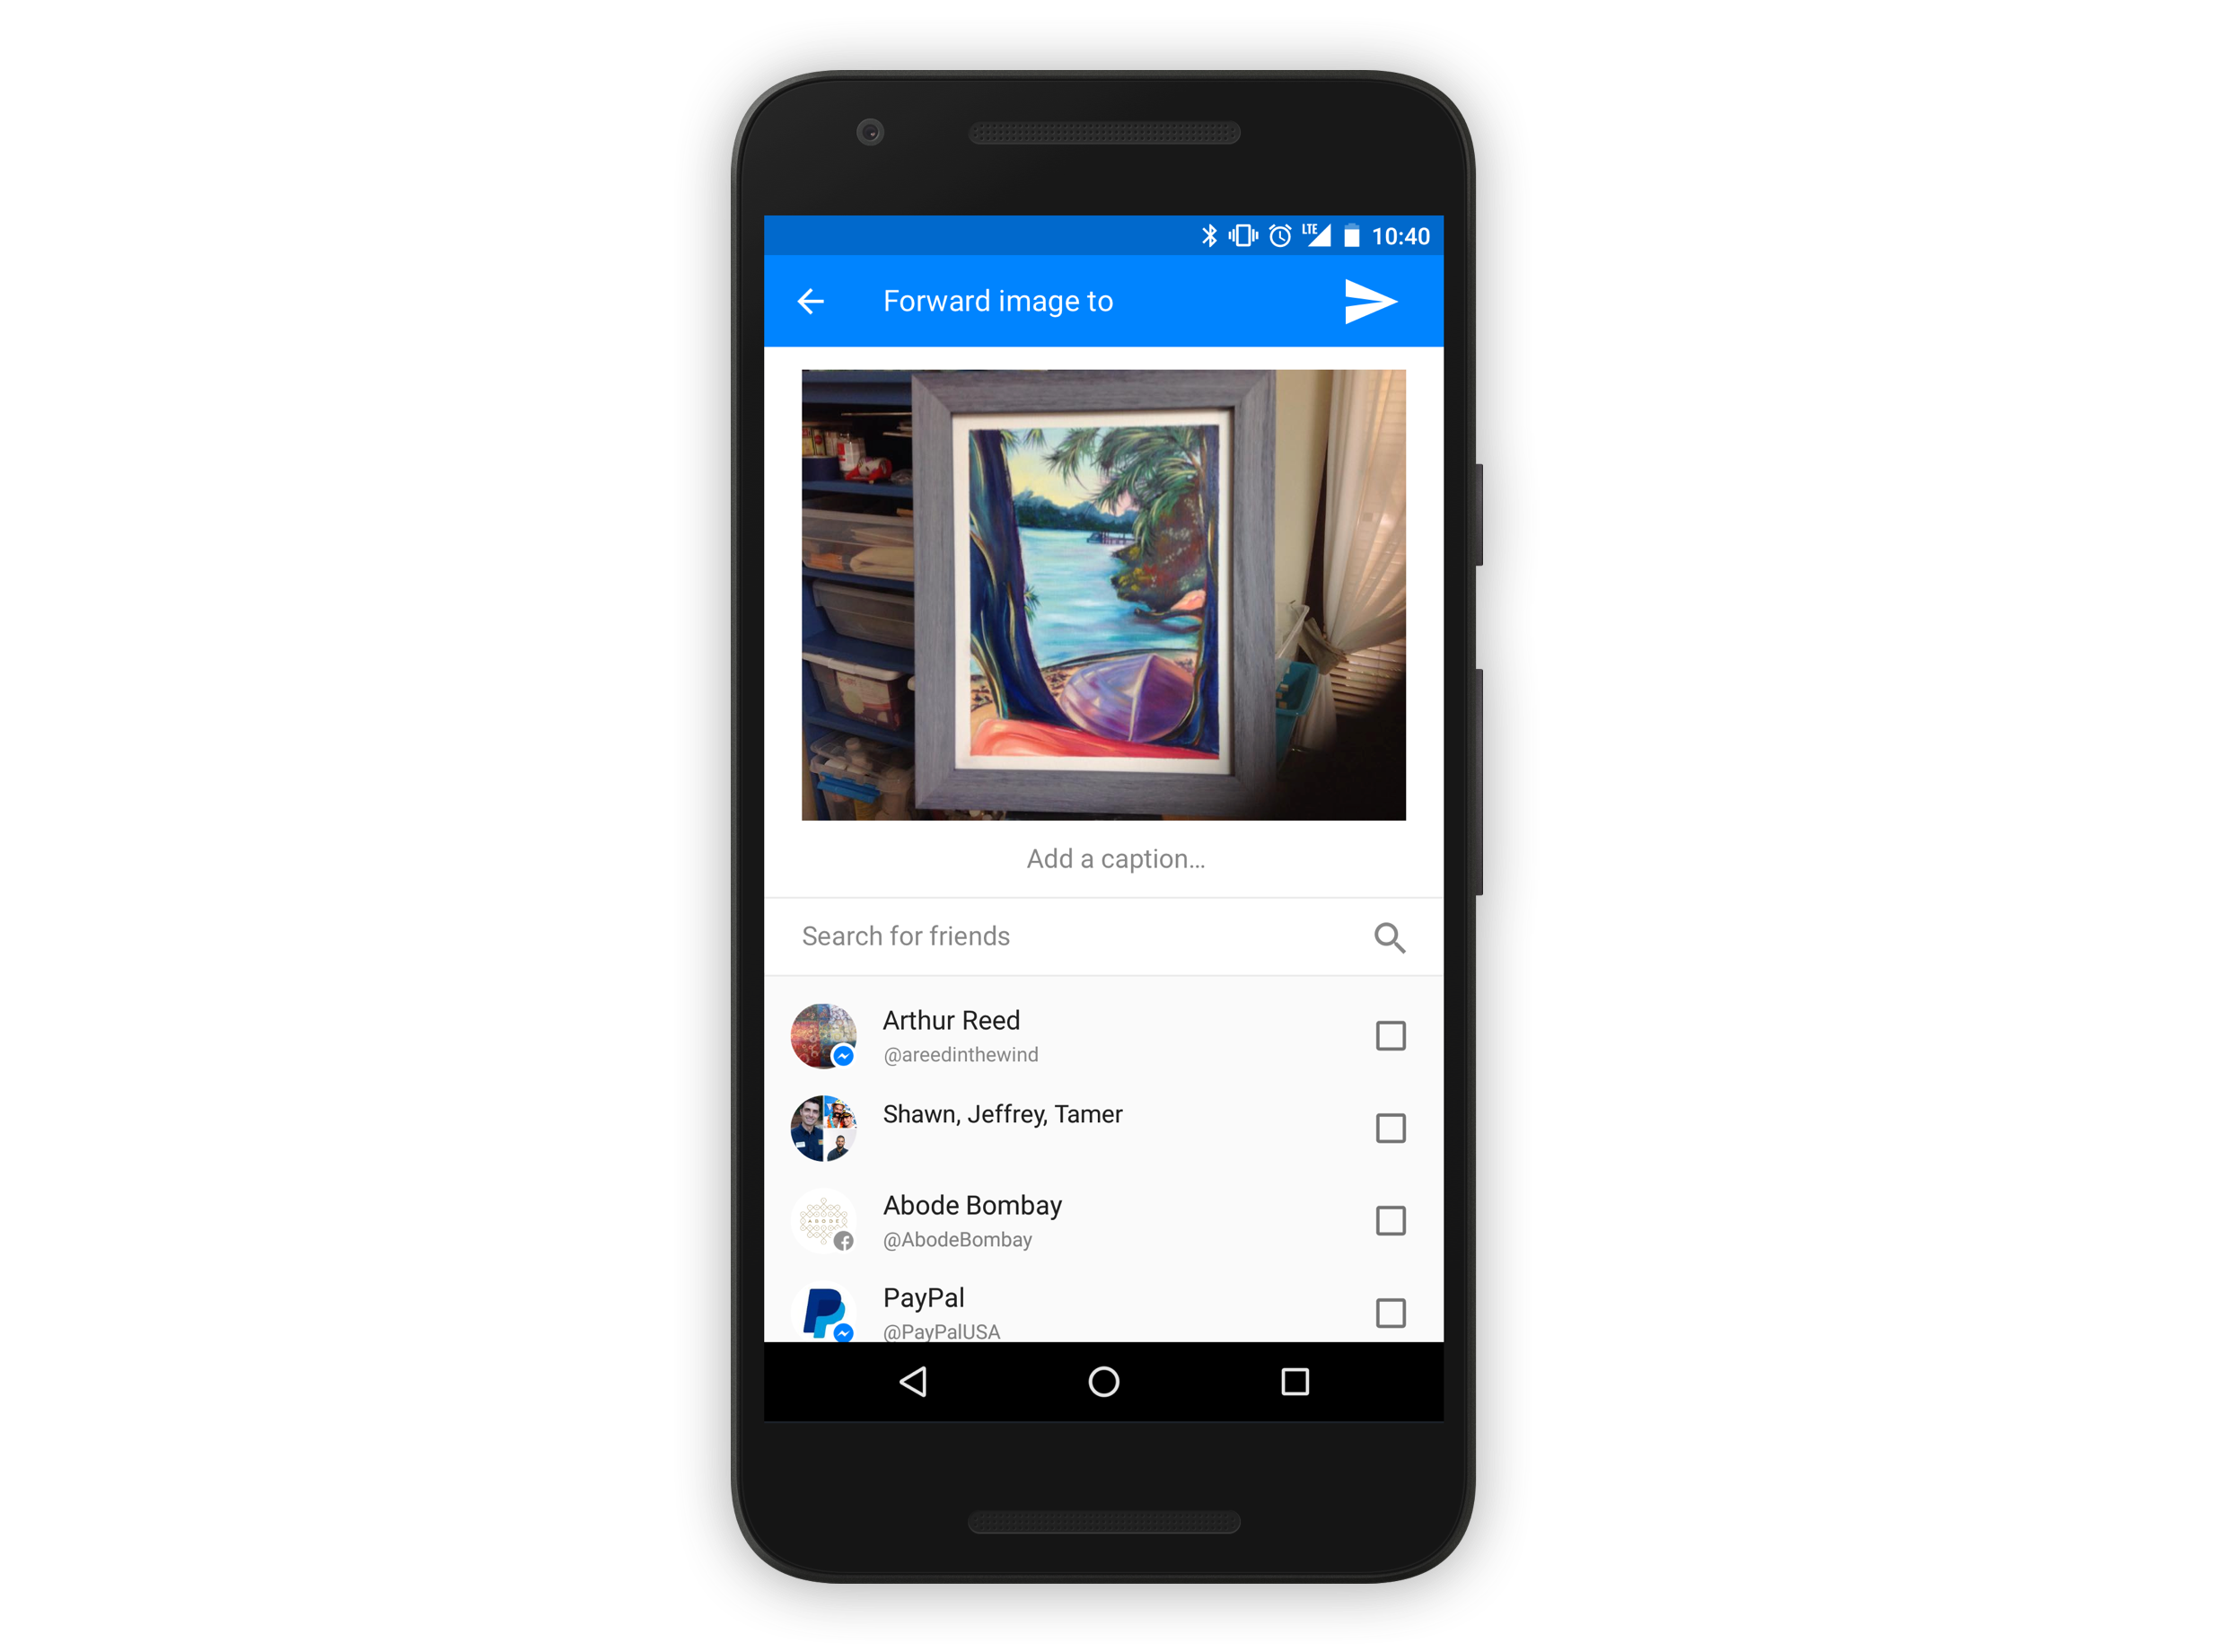 LTE 10:40
Forward image to
Add a caption...
Search for friends
Arthur Reed
@areedinthewind
Shawn, Jeffrey, Tamer
ABODE
Abode Bombay
@AbodeBombay
PayPal
@PayPalUSA